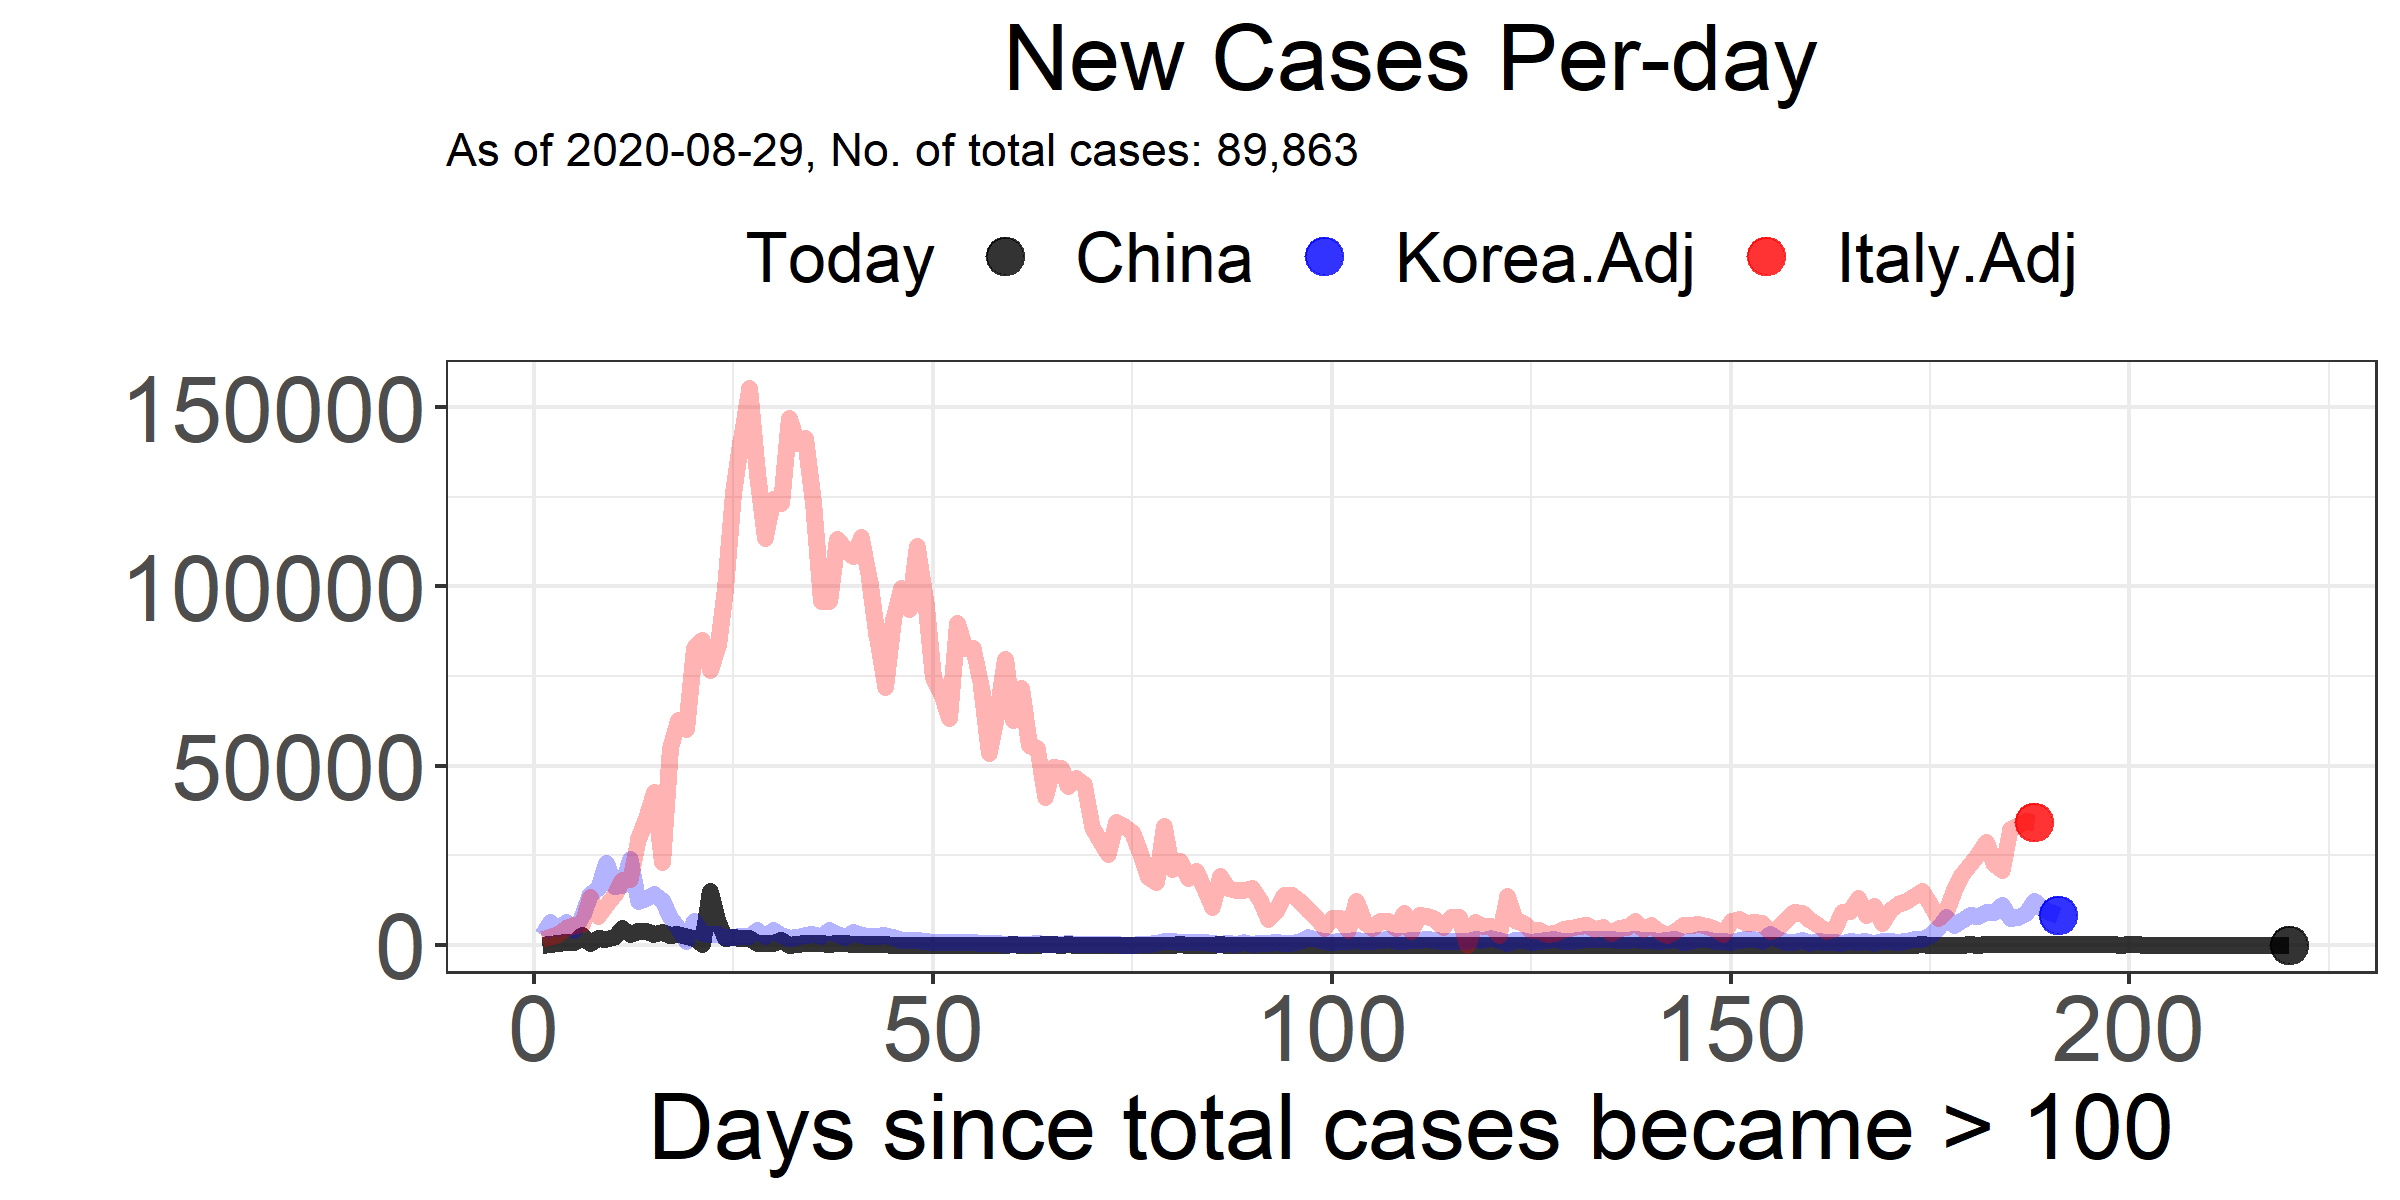 New Cases Per-day
As of 2020-08-29, No. of total cases: 89,863
Today China Korea.Adj Italy.Adj
150000
100000
50000
0
0 50 100 150 200
Days since total cases became > 100